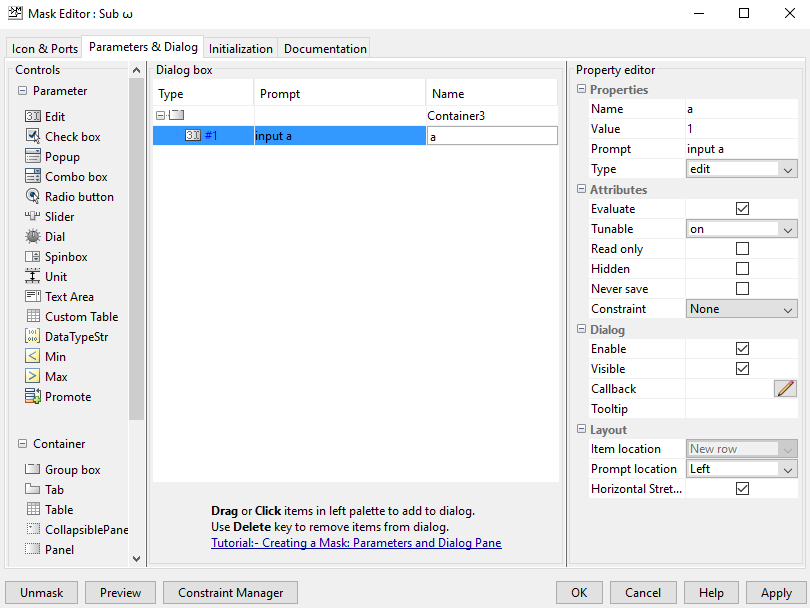 Mask Editor : Sub ω
Icon & Ports
Parameters & Dialog
Initialization
Documentation
Controls
Parameter
Edit
Check box
Popup
Combo box
Radio button
Slider
Dial
Spinbox
Unit
Text Area
Custom Table
DataTypeStr
Min
Max
Promote
Container
Group box
Tab
Table
CollapsiblePane
Panel
Dialog box
Type Prompt Name
Container3
#1 input a a
Drag or Click items in left palette to add to dialog.
Use Delete key to remove items from dialog.
Tutorial:- Creating a Mask: Parameters and Dialog Pane
Property editor
Properties
Name a
Value 1
Prompt input a
Type edit
Attributes
Evaluate
Tunable on
Read only
Hidden
Never save
Constraint None
Dialog
Enable
Visible
Callback
Tooltip
Layout
Item location New row
Prompt location Left
Horizontal Stret...
Unmask
Preview
Constraint Manager
OK
Cancel
Help
Apply